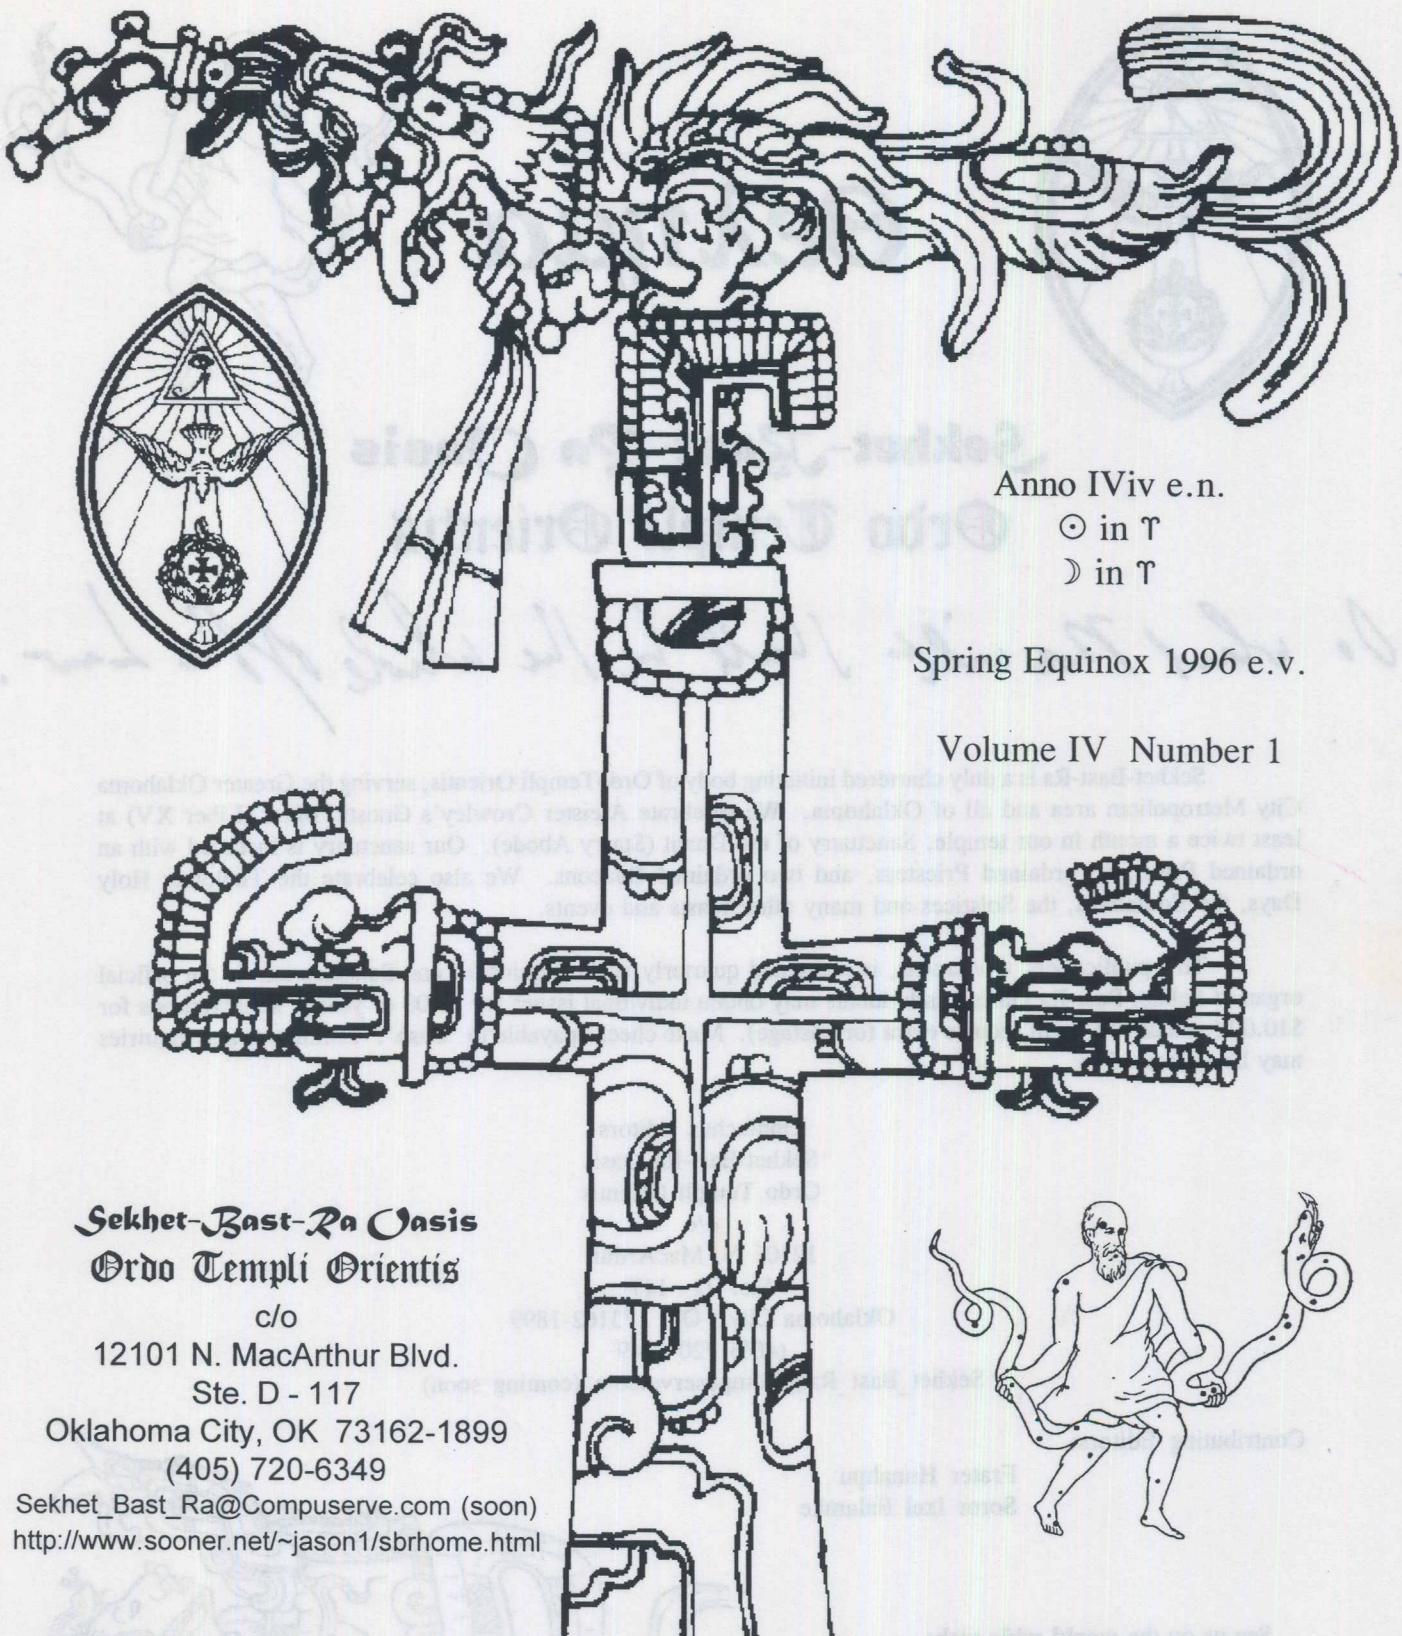 Anno IViv e.n.
☉ in ♈
☽ in ♈
Spring Equinox 1996 e.v.
Volume IV Number 1
Sekhet-Bast-Ra Oasis
Ordo Templi Orientis
c/o
12101 N. MacArthur Blvd.
Ste. D - 117
Oklahoma City, OK 73162-1899
(405) 720-6349
Sekhet_Bast_Ra@Compuserve.com (soon)
http://www.sooner.net/~jason1/sbrhome.html